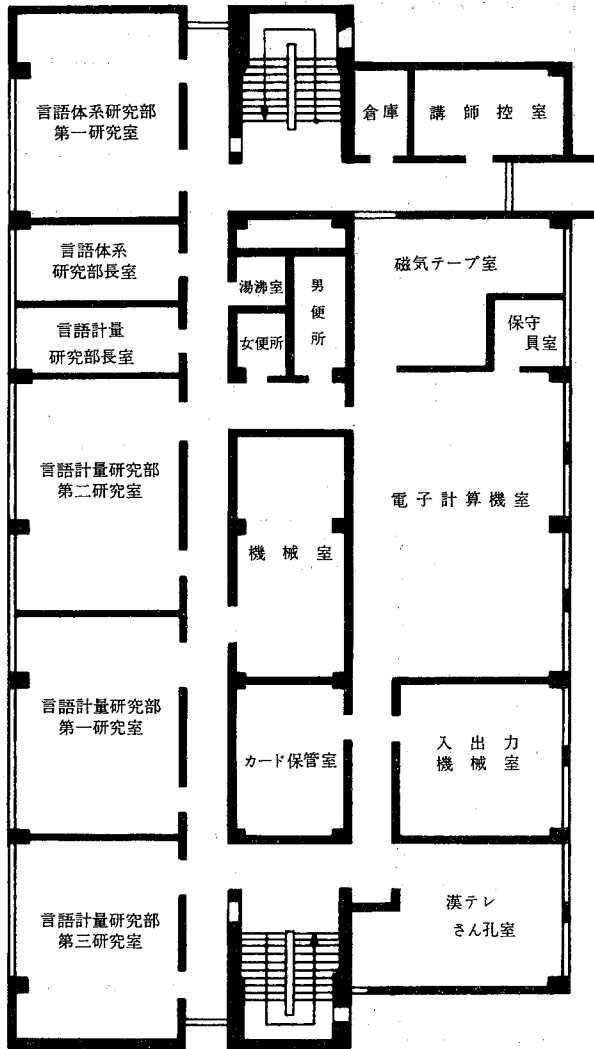 言語体系研究部
第一研究室
倉庫
講師控室
言語体系
研究部長室
湯沸室
男便所
磁気テープ室
言語計量
研究部長室
女便所
保守
員室
言語計量研究部
第二研究室
機械室
電子計算機室
言語計量研究部
第一研究室
カード保管室
入出力
機械室
言語計量研究部
第三研究室
漢テレ
さん孔室